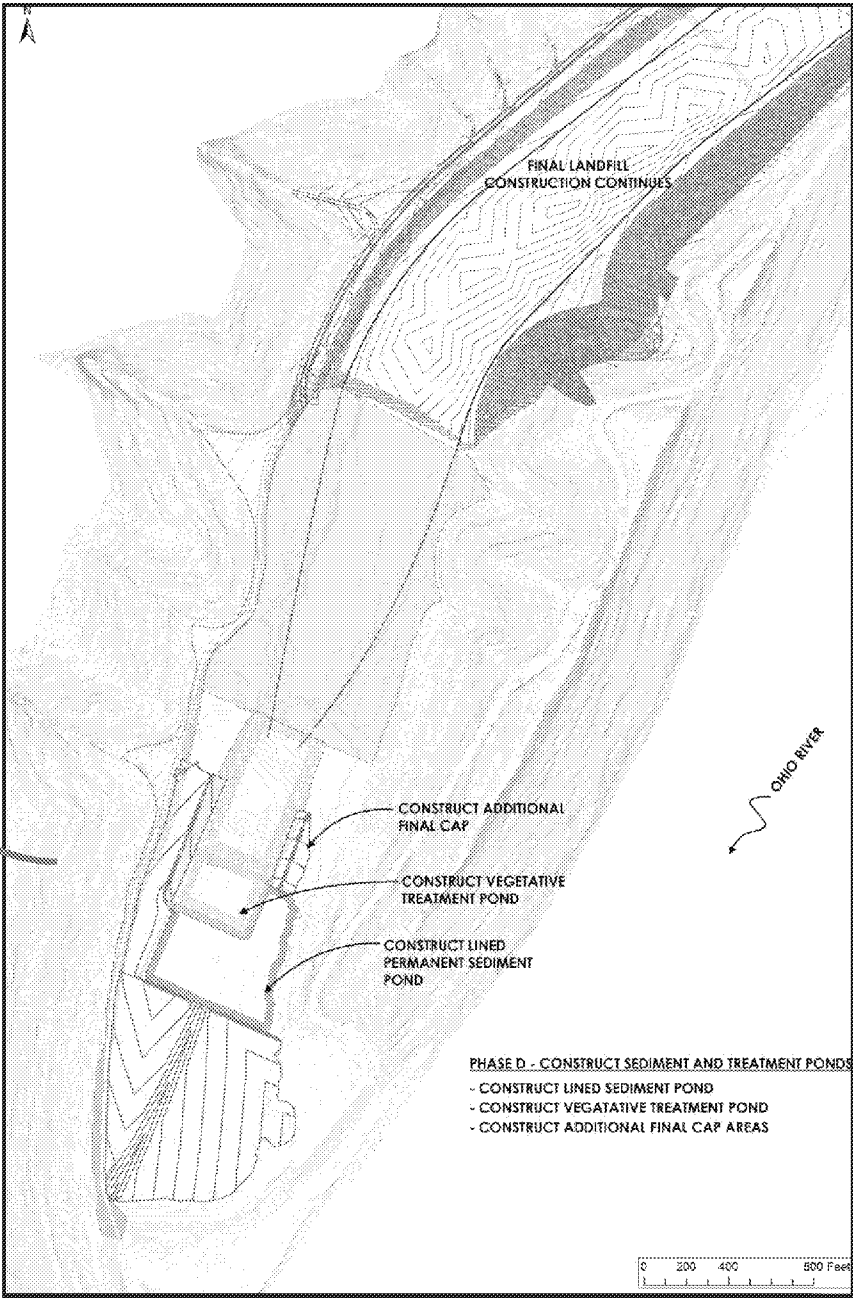 N
FINAL LANDFILL
CONSTRUCTION CONTINUES
OHIO RIVER
CONSTRUCT ADDITIONAL
FINAL CAP
CONSTRUCT VEGETATIVE
TREATMENT POND
CONSTRUCT LINED
PERMANENT SEDIMENT
POND
PHASE D - CONSTRUCT SEDIMENT AND TREATMENT PONDS
- CONSTRUCT LINED SEDIMENT POND
- CONSTRUCT VEGATATIVE TREATMENT POND
- CONSTRUCT ADDITIONAL FINAL CAP AREAS
0 200 400 800 Feet